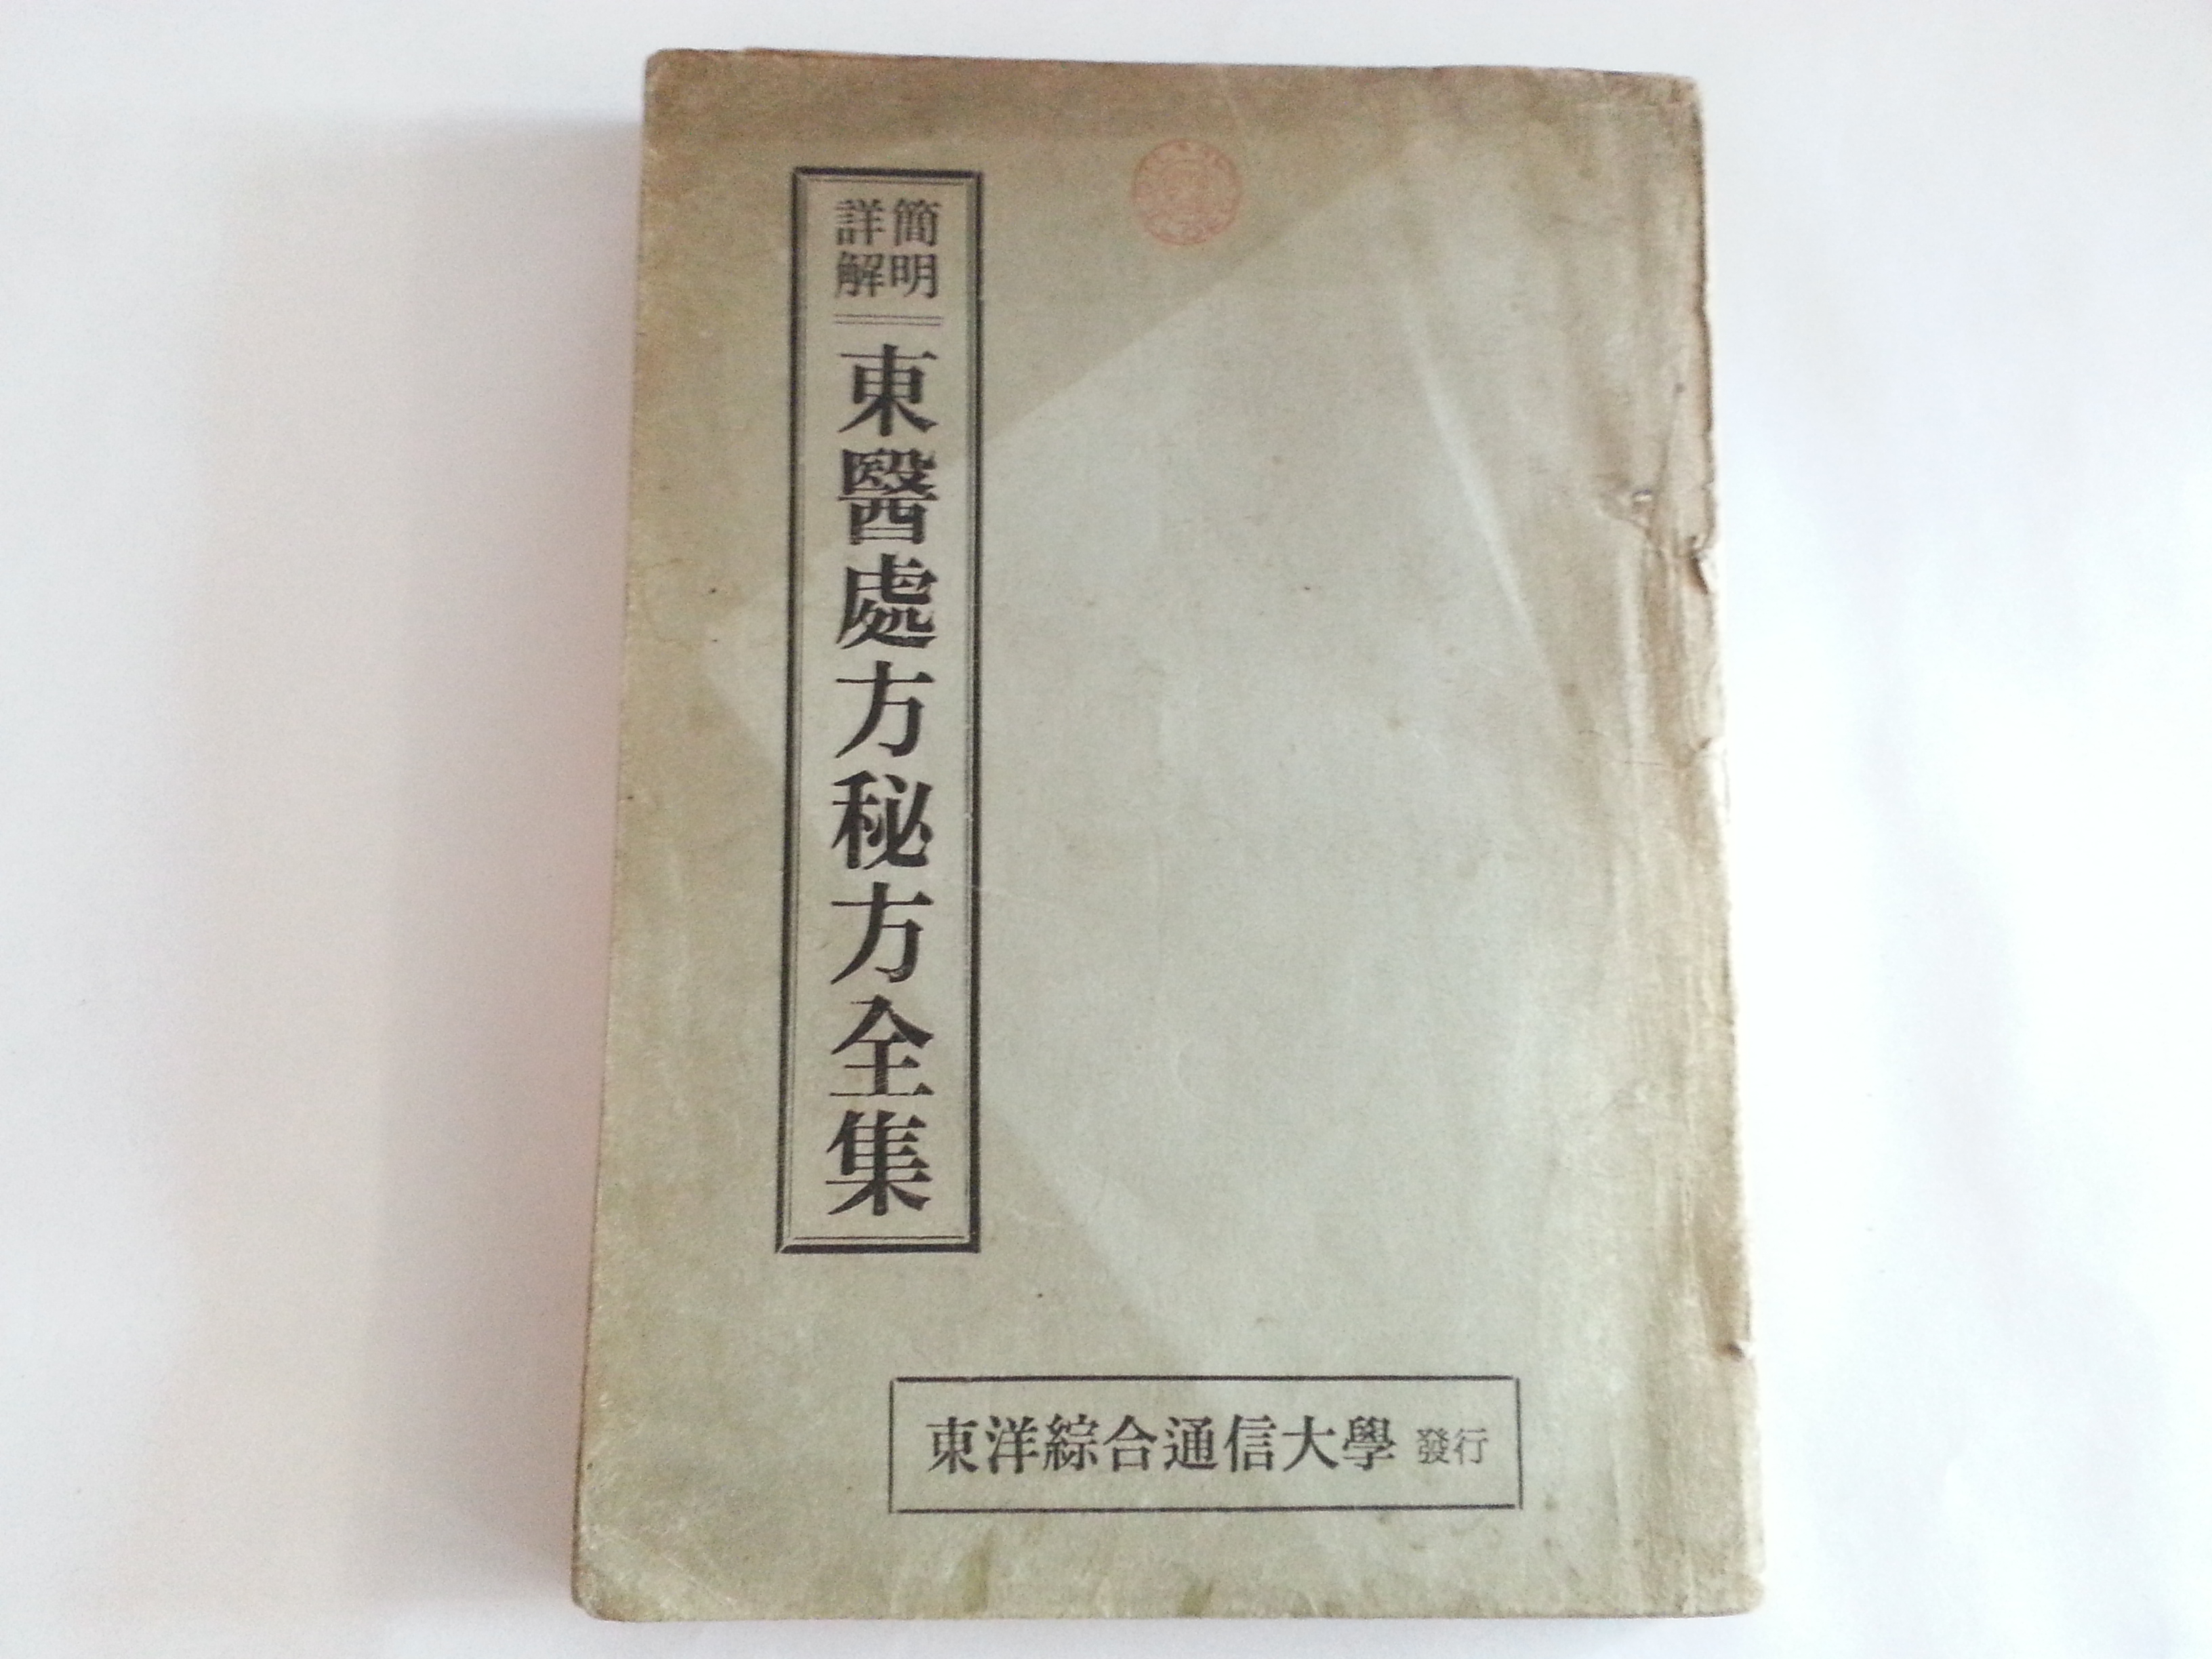 簡明
詳解
東醫處方秘方全集
東洋綜合通信大學 發行